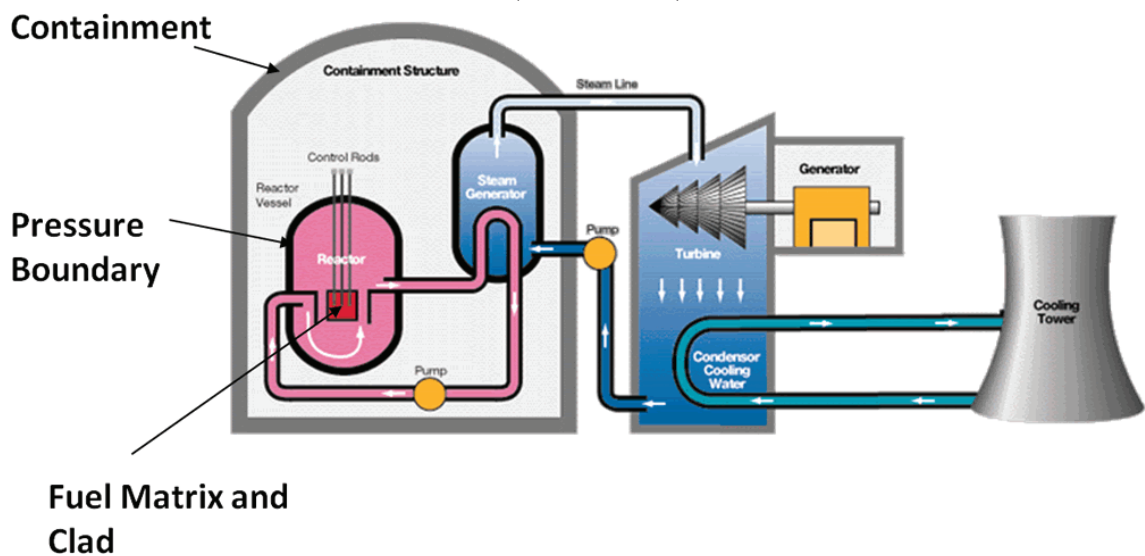 Containment
Containment Structure
Steam Line
Control Rods
Reactor
Vessel
Steam
Generator
Generator
Pressure
Boundary
Pump
Reactor
Turbine
Cooling
Tower
Condensor
Cooling
Water
Pump
Fuel Matrix and
Clad